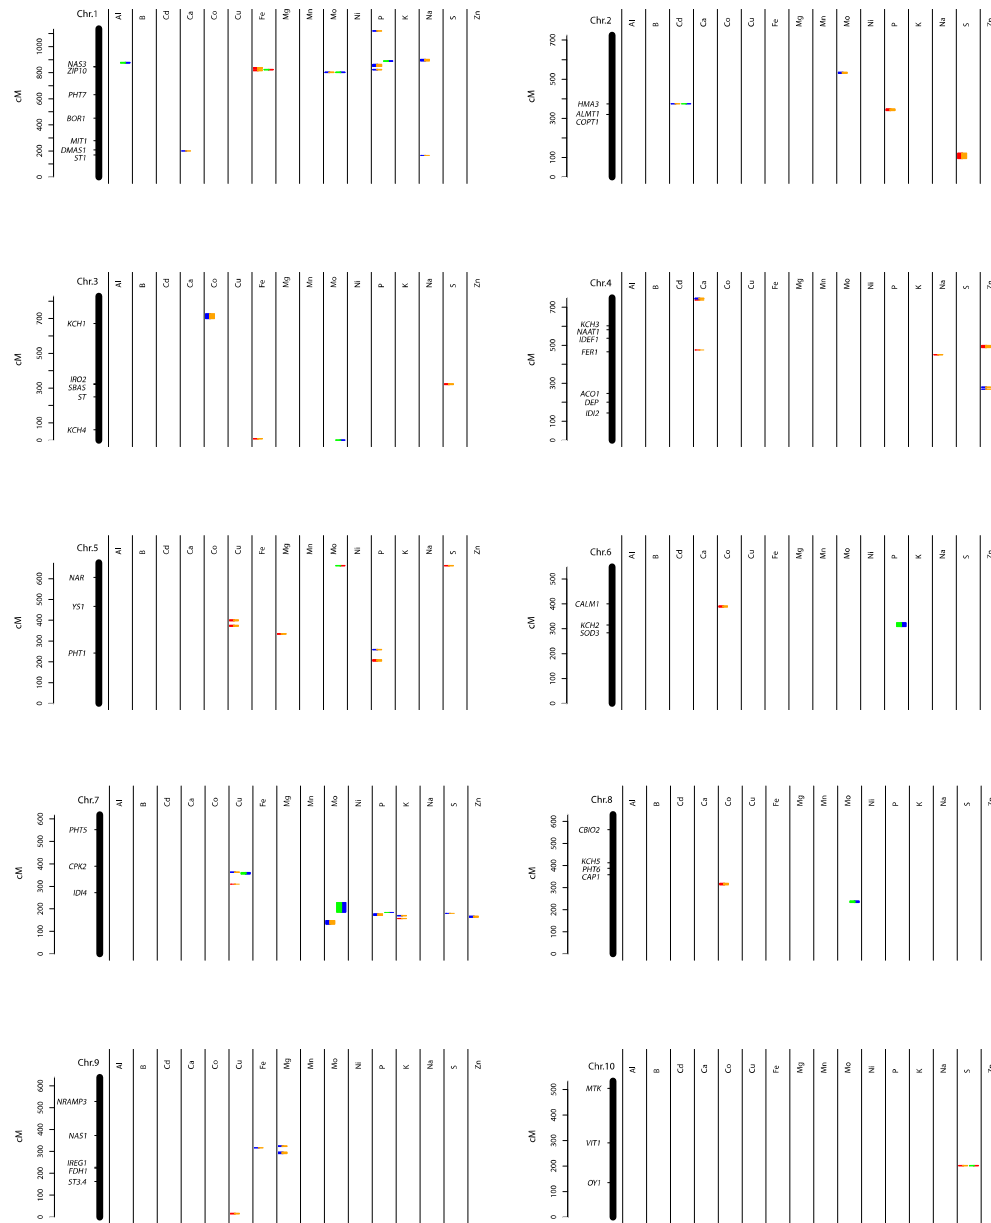 Chr.1
Al B Cd Ca Co Cu Fe Mg Mn Mo Ni P K Na S Zn
cM
1000
800
600
400
200
0
NAS3
ZIP10
PHT7
BOR1
MIT1
DMAS1
ST1
Chr.2
Al B Cd Ca Co Cu Fe Mg Mn Mo Ni P K Na S Zn
cM
700
500
300
100
0
HMA3
ALMT1
COPT1
Chr.3
Al B Cd Ca Co Cu Fe Mg Mn Mo Ni P K Na S Zn
cM
700
500
300
100
0
KCH1
IRO2
SBA5
ST
KCH4
Chr.4
Al B Cd Ca Co Cu Fe Mg Mn Mo Ni P K Na S Zn
cM
700
500
300
100
0
KCH3
NAAT1
IDEF1
FER1
ACO1
DEP
IDI2
Chr.5
Al B Cd Ca Co Cu Fe Mg Mn Mo Ni P K Na S Zn
cM
600
400
300
200
100
0
NAR
YS1
PHT1
Chr.6
Al B Cd Ca Co Cu Fe Mg Mn Mo Ni P K Na S Zn
cM
500
400
300
200
100
0
CALM1
KCH2
SOD3
Chr.7
Al B Cd Ca Co Cu Fe Mg Mn Mo Ni P K Na S Zn
cM
600
500
400
300
200
100
0
PHT5
CPK2
IDI4
Chr.8
Al B Cd Ca Co Cu Fe Mg Mn Mo Ni P K Na S Zn
cM
600
500
400
300
200
100
0
CBIO2
KCH5
PHT6
CAP1
Chr.9
Al B Cd Ca Co Cu Fe Mg Mn Mo Ni P K Na S Zn
cM
600
500
400
300
200
100
0
NRAMP3
NAS1
IREG1
FDH1
ST3.4
Chr.10
Al B Cd Ca Co Cu Fe Mg Mn Mo Ni P K Na S Zn
cM
500
400
300
200
100
0
MTK
VIT1
OY1